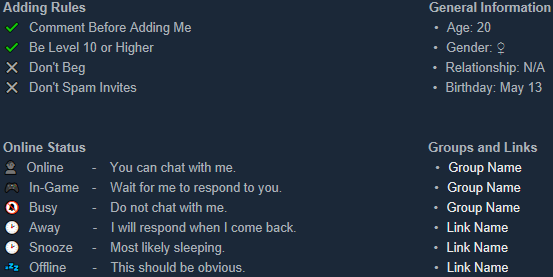 Adding Rules
Comment Before Adding Me
Be Level 10 or Higher
Don't Beg
Don't Spam Invites
General Information
• Age: 20
• Gender: ♀
• Relationship: N/A
• Birthday: May 13
Online Status
Online - You can chat with me.
In-Game - Wait for me to respond to you.
Busy - Do not chat with me.
Away - I will respond when I come back.
Snooze - Most likely sleeping.
Offline - This should be obvious.
Groups and Links
• Group Name
• Group Name
• Group Name
• Link Name
• Link Name
• Link Name